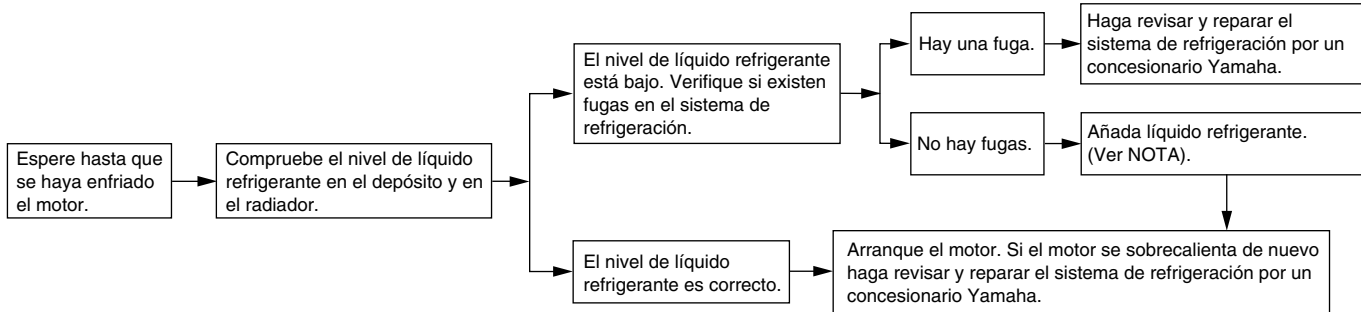 Espere hasta que
se haya enfriado
el motor.
Compruebe el nivel de líquido
refrigerante en el depósito y en
el radiador.
El nivel de líquido refrigerante
está bajo. Verifique si existen
fugas en el sistema de
refrigeración.
Hay una fuga.
Haga revisar y reparar el
sistema de refrigeración por un
concesionario Yamaha.
No hay fugas.
Añada líquido refrigerante.
(Ver NOTA).
El nivel de líquido
refrigerante es correcto.
Arranque el motor. Si el motor se sobrecalienta de nuevo
haga revisar y reparar el sistema de refrigeración por un
concesionario Yamaha.